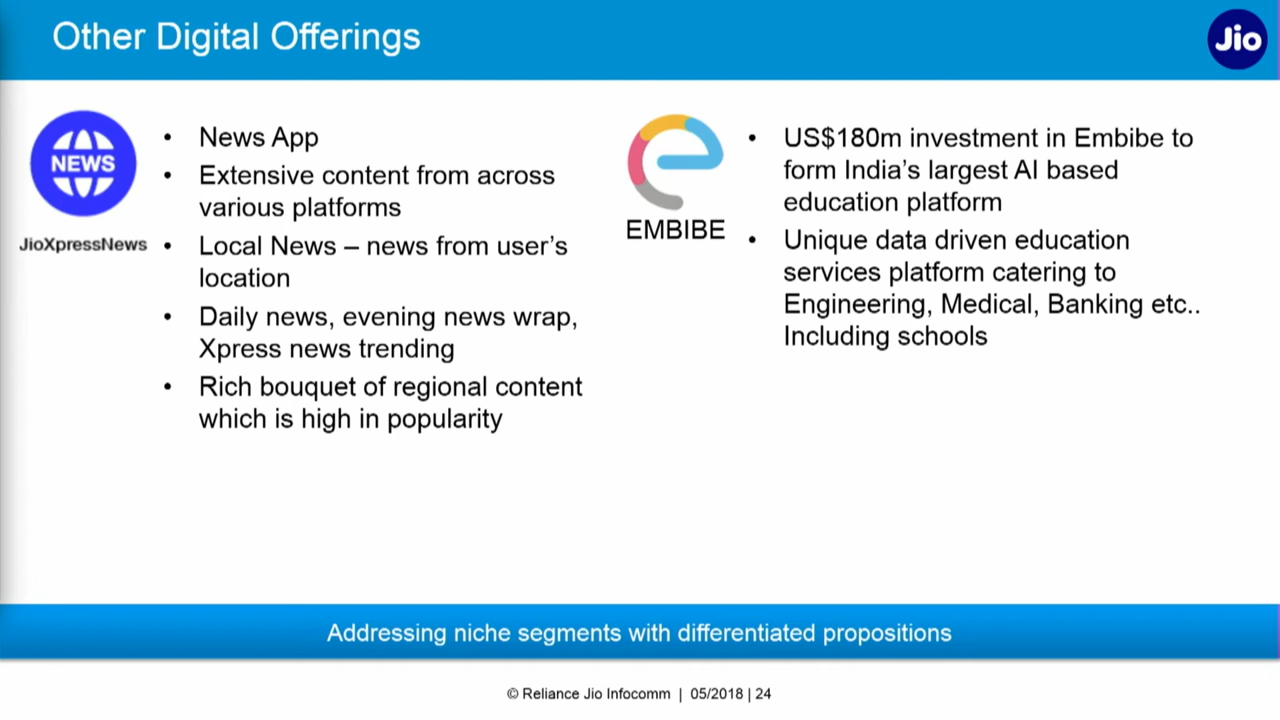 Other Digital Offerings
Jio
NEWS
JioXpressNews
• News App
• Extensive content from across
various platforms
• Local News – news from user’s
location
• Daily news, evening news wrap,
Xpress news trending
• Rich bouquet of regional content
which is high in popularity
EMBIBE
• US$180m investment in Embibe to
form India’s largest AI based
education platform
• Unique data driven education
services platform catering to
Engineering, Medical, Banking etc..
Including schools
Addressing niche segments with differentiated propositions
© Reliance Jio Infocomm | 05/2018 | 24